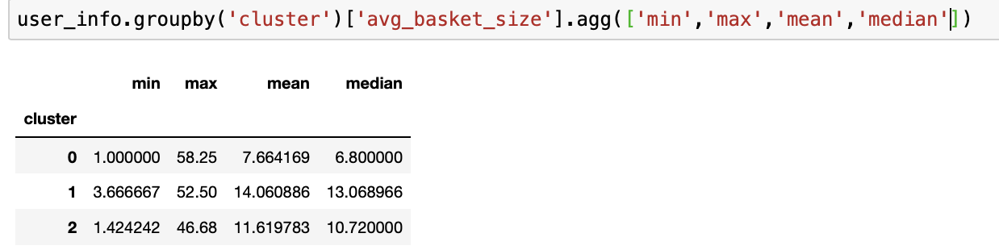 user_info.groupby('cluster')['avg_basket_size'].agg(['min','max','mean','median'])
min max mean median
cluster
0 1.000000 58.25 7.664169 6.800000
1 3.666667 52.50 14.060886 13.068966
2 1.424242 46.68 11.619783 10.720000